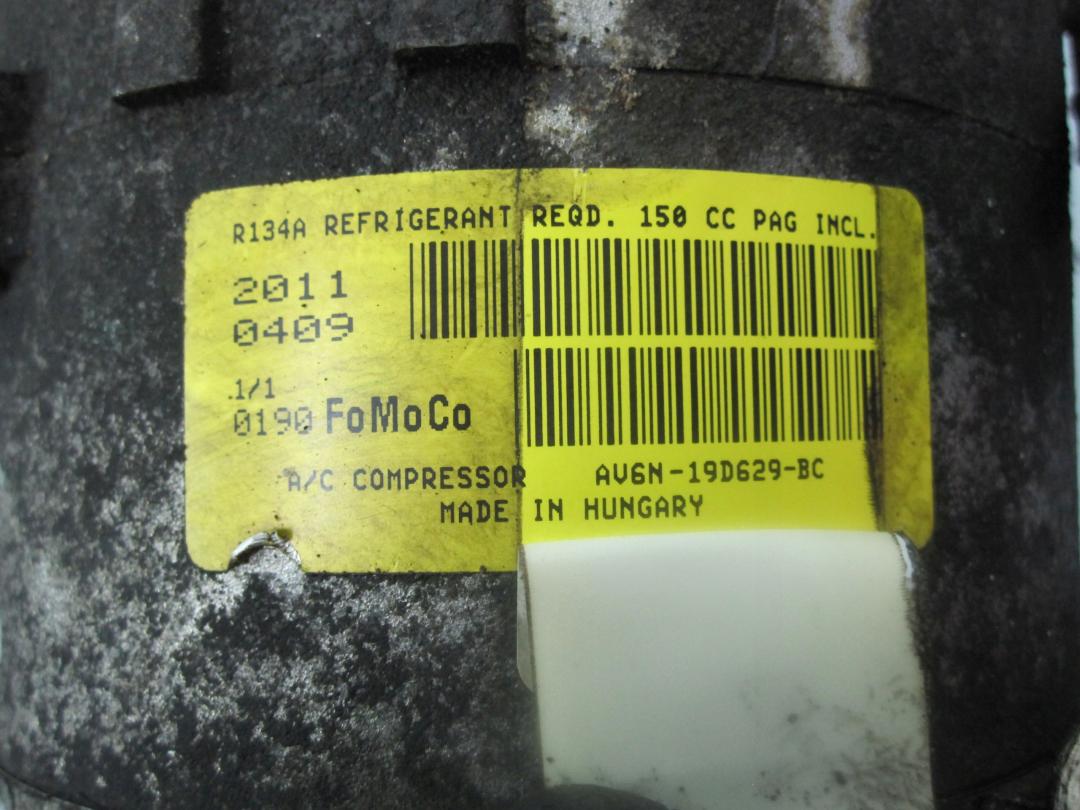 R134A REFRIGERANT REQD. 150 CC PAG INCL.
2011
0409
1/1
0190 FoMoCo
A/C COMPRESSOR AV6N-19D629-BC
MADE IN HUNGARY